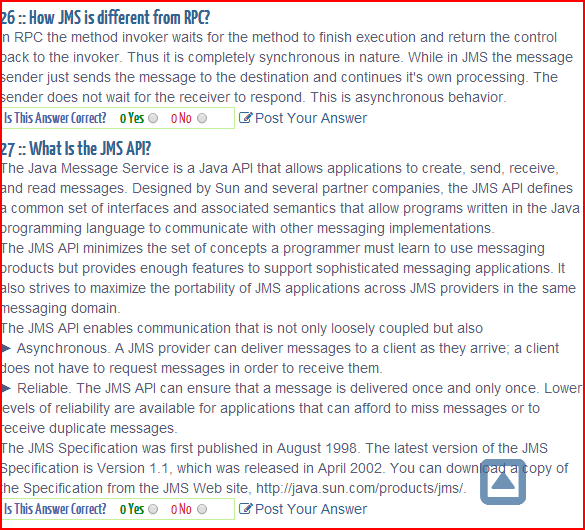 26 :: How JMS is different from RPC?
In RPC the method invoker waits for the method to finish execution and return the control
back to the invoker. Thus it is completely synchronous in nature. While in JMS the message
sender just sends the message to the destination and continues it's own processing. The
sender does not wait for the receiver to respond. This is asynchronous behavior.
Is This Answer Correct? 0 Yes 0 No Post Your Answer
27 :: What Is the JMS API?
The Java Message Service is a Java API that allows applications to create, send, receive,
and read messages. Designed by Sun and several partner companies, the JMS API defines
a common set of interfaces and associated semantics that allow programs written in the Java
programming language to communicate with other messaging implementations.
The JMS API minimizes the set of concepts a programmer must learn to use messaging
products but provides enough features to support sophisticated messaging applications. It
also strives to maximize the portability of JMS applications across JMS providers in the same
messaging domain.
The JMS API enables communication that is not only loosely coupled but also
► Asynchronous. A JMS provider can deliver messages to a client as they arrive; a client
does not have to request messages in order to receive them.
► Reliable. The JMS API can ensure that a message is delivered once and only once. Lower
levels of reliability are available for applications that can afford to miss messages or to
receive duplicate messages.
The JMS Specification was first published in August 1998. The latest version of the JMS
Specification is Version 1.1, which was released in April 2002. You can download a copy of
the Specification from the JMS Web site, http://java.sun.com/products/jms/.
Is This Answer Correct? 0 Yes 0 No Post Your Answer